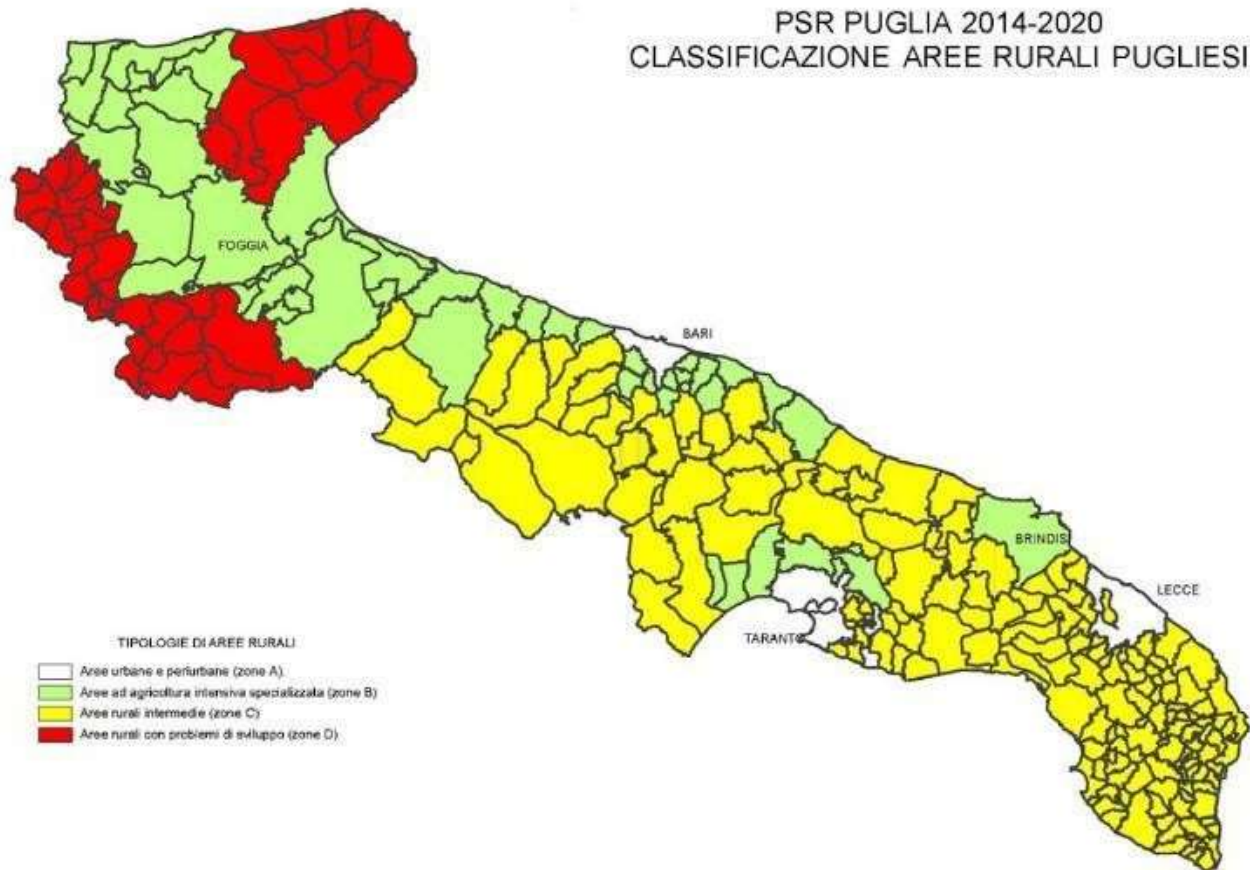 PSR PUGLIA 2014-2020
CLASSIFICAZIONE AREE RURALI PUGLIESI
FOGGIA
BARI
BRINDISI
LECCE
TARANTO
TIPOLOGIE DI AREE RURALI
Aree urbane e periurbane (zone A)
Aree ad agricoltura intensiva specializzata (zone B)
Aree rurali intermedie (zone C)
Aree rurali con problemi di sviluppo (zone D)